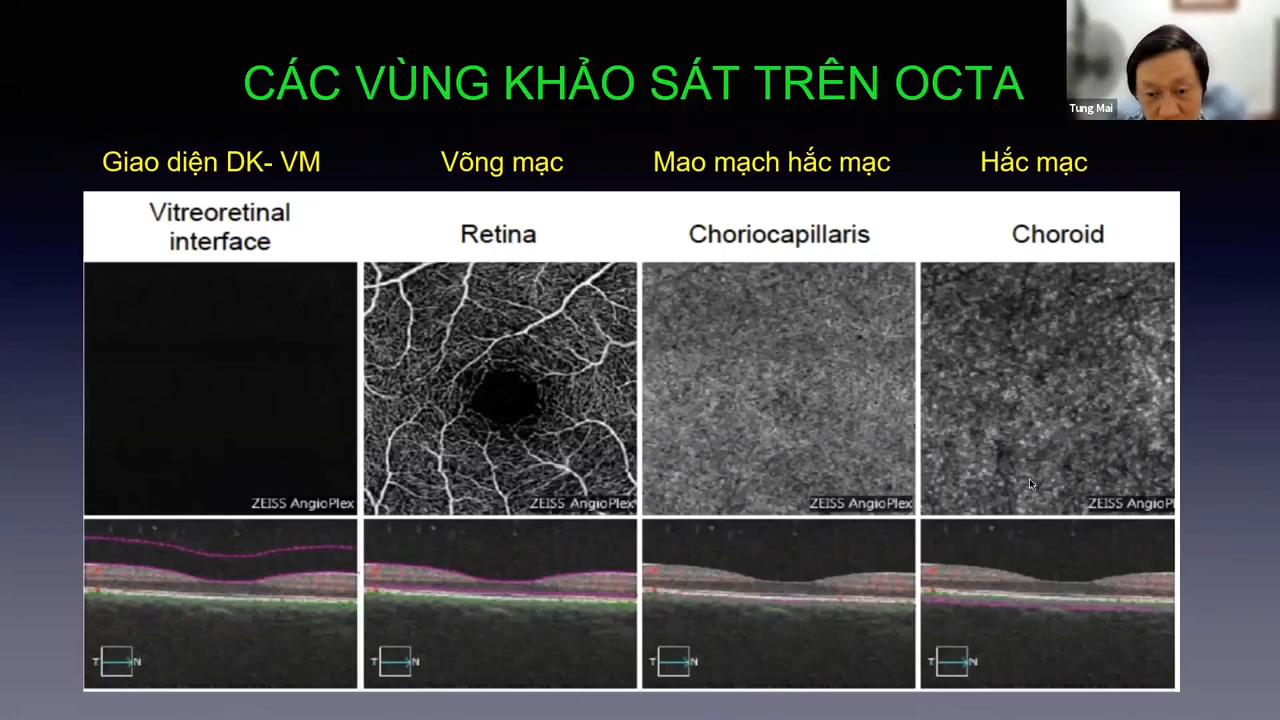 CÁC VÙNG KHẢO SÁT TRÊN OCTA
Tung Mai
Giao diện DK- VM
Võng mạc
Mao mạch hắc mạc
Hắc mạc
Vitreoretinal
interface
Retina
Choriocapillaris
Choroid
ZEISS AngioPlex
ZEISS AngioPlex
ZEISS AngioPlex
ZEISS AngioPl
T N
T N
T N
T N